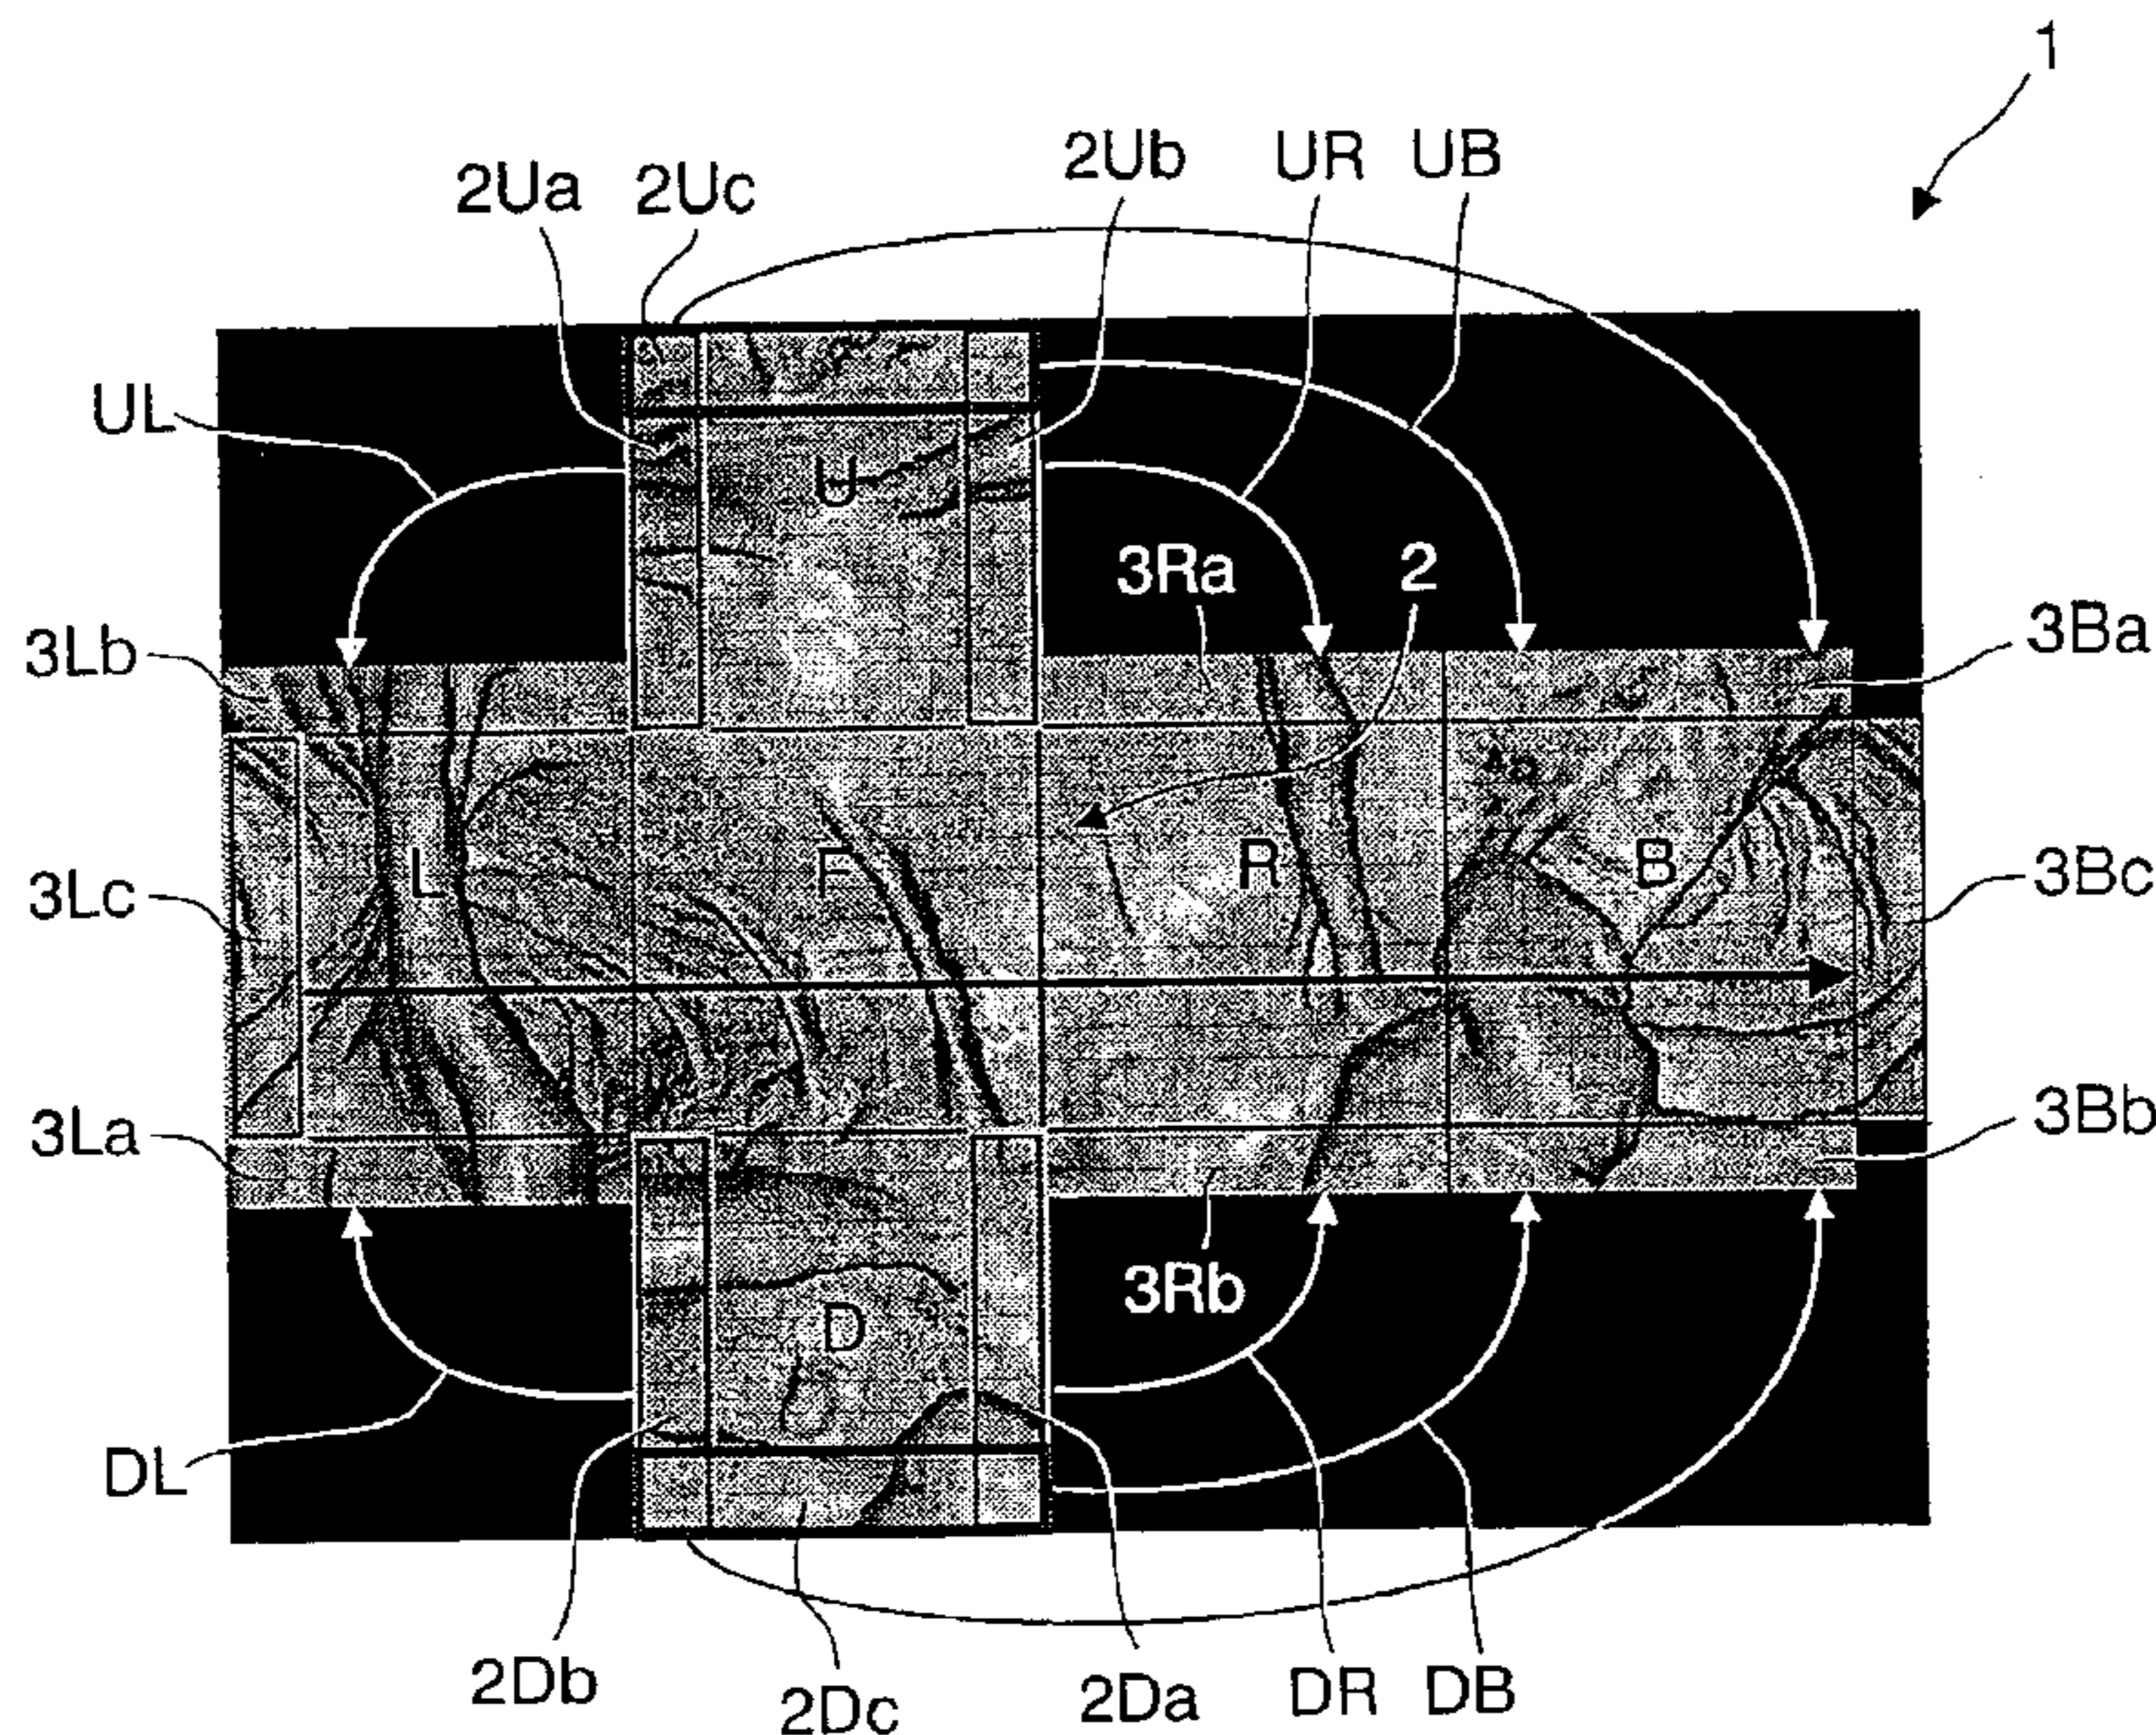 1
2Ua 2Uc 2Ub UR UB
UL
U
3Ra 2
3Lb 3Ba
L F R B
3Lc 3Bc
3La 3Bb
3Rb
D
DL
2Db 2Dc 2Da DR DB